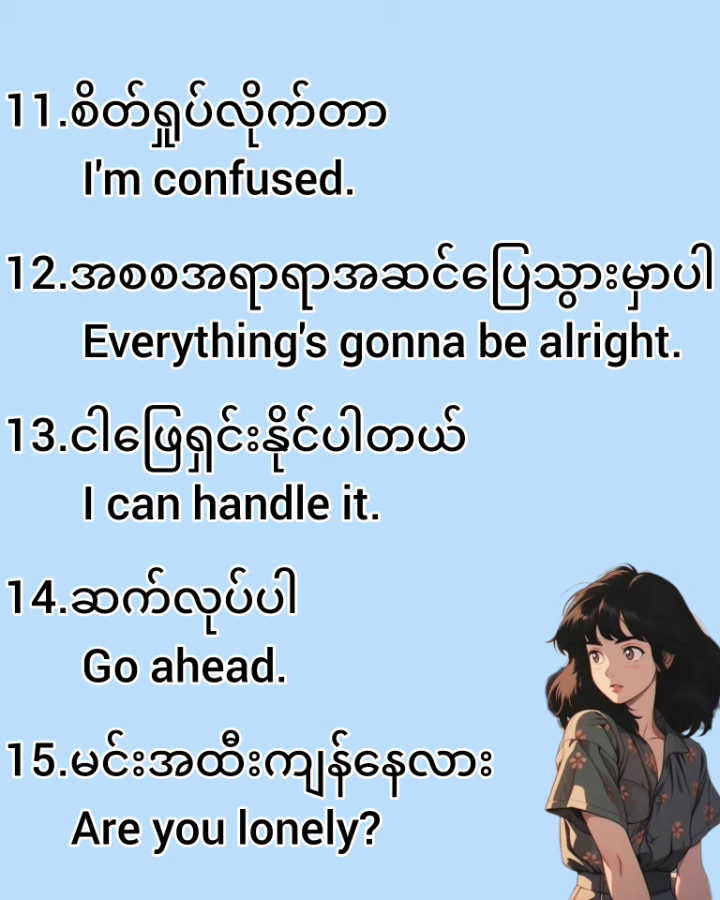 11.စိတ်ရှုပ်လိုက်တာ
I'm confused.
12.အစစအရာရာအဆင်ပြေသွားမှာပါ
Everything's gonna be alright.
13.ငါဖြေရှင်းနိုင်ပါတယ်
I can handle it.
14.ဆက်လုပ်ပါ
Go ahead.
15.မင်းအထီးကျန်နေလား
Are you lonely?